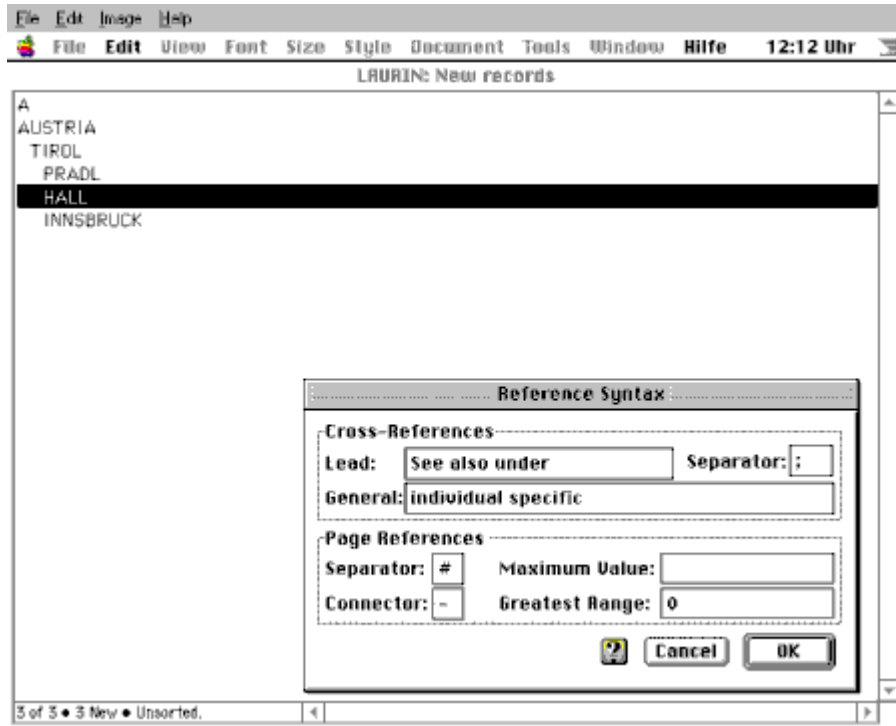 File Edit Image Help
File Edit View Font Size Style Document Tools Window Hilfe 12:12 Uhr
LAURIN: New records
A
AUSTRIA
TIROL
PRADL
HALL
INNSBRUCK
Reference Syntax
Cross-References
Lead: See also under Separator: ;
General: individual specific
Page References
Separator: # Maximum Value:
Connector: - Greatest Range: 0
? Cancel OK
3 of 3 • 3 New • Unsorted.